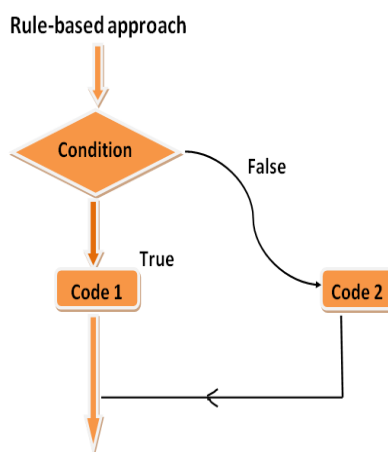 Rule-based approach
Condition
False
True
Code 1
Code 2